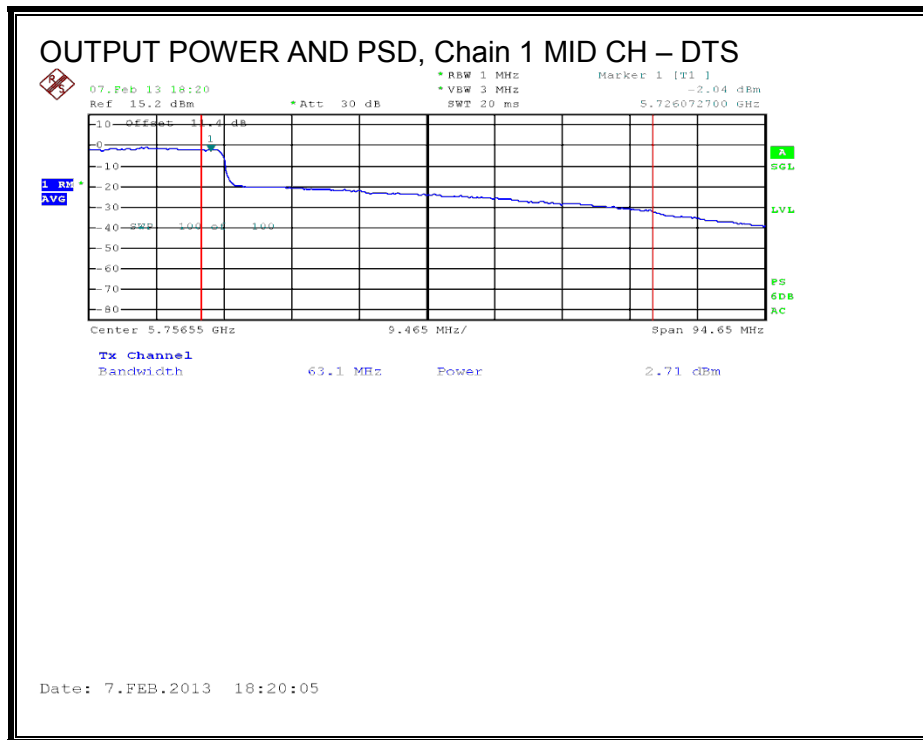 OUTPUT POWER AND PSD, Chain 1 MID CH – DTS
R S
* RBW 1 MHz Marker 1 [T1 ]
07.Feb 13 18:20 * VBW 3 MHz -2.04 dBm
Ref 15.2 dBm * Att 30 dB SWT 20 ms 5.726072700 GHz
10 Offset 11.4 dB
1
0
A
-10
SGL
1 RM *
-20
AVG
-30
LVL
-40 SWP 100 of 100
-50
-60
-70
PS
6DB
-80
AC
Center 5.75655 GHz 9.465 MHz/ Span 94.65 MHz
Tx Channel
Bandwidth 63.1 MHz Power 2.71 dBm
Date: 7.FEB.2013 18:20:05